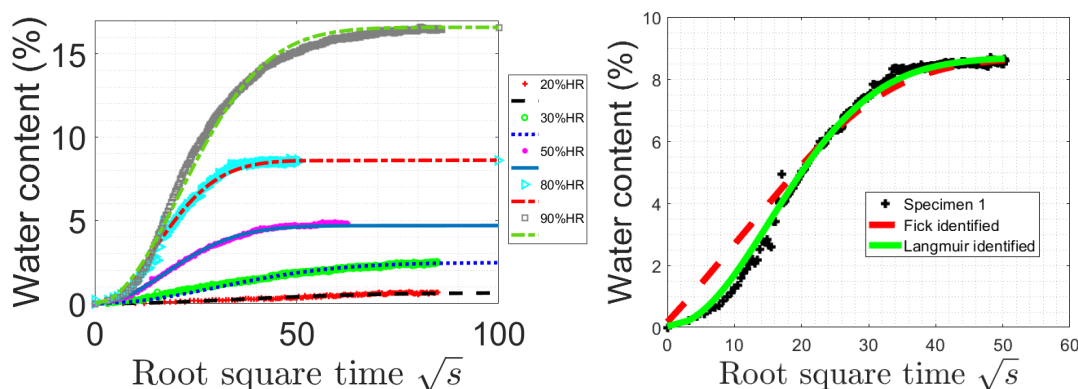 Water content (%)
15
10
5
0
0
50
100
Root square time √s
20%HR
30%HR
50%HR
80%HR
90%HR
Water content (%)
10
8
6
4
2
0
0
10
20
30
40
50
60
Root square time √s
Specimen 1
Fick identified
Langmuir identified